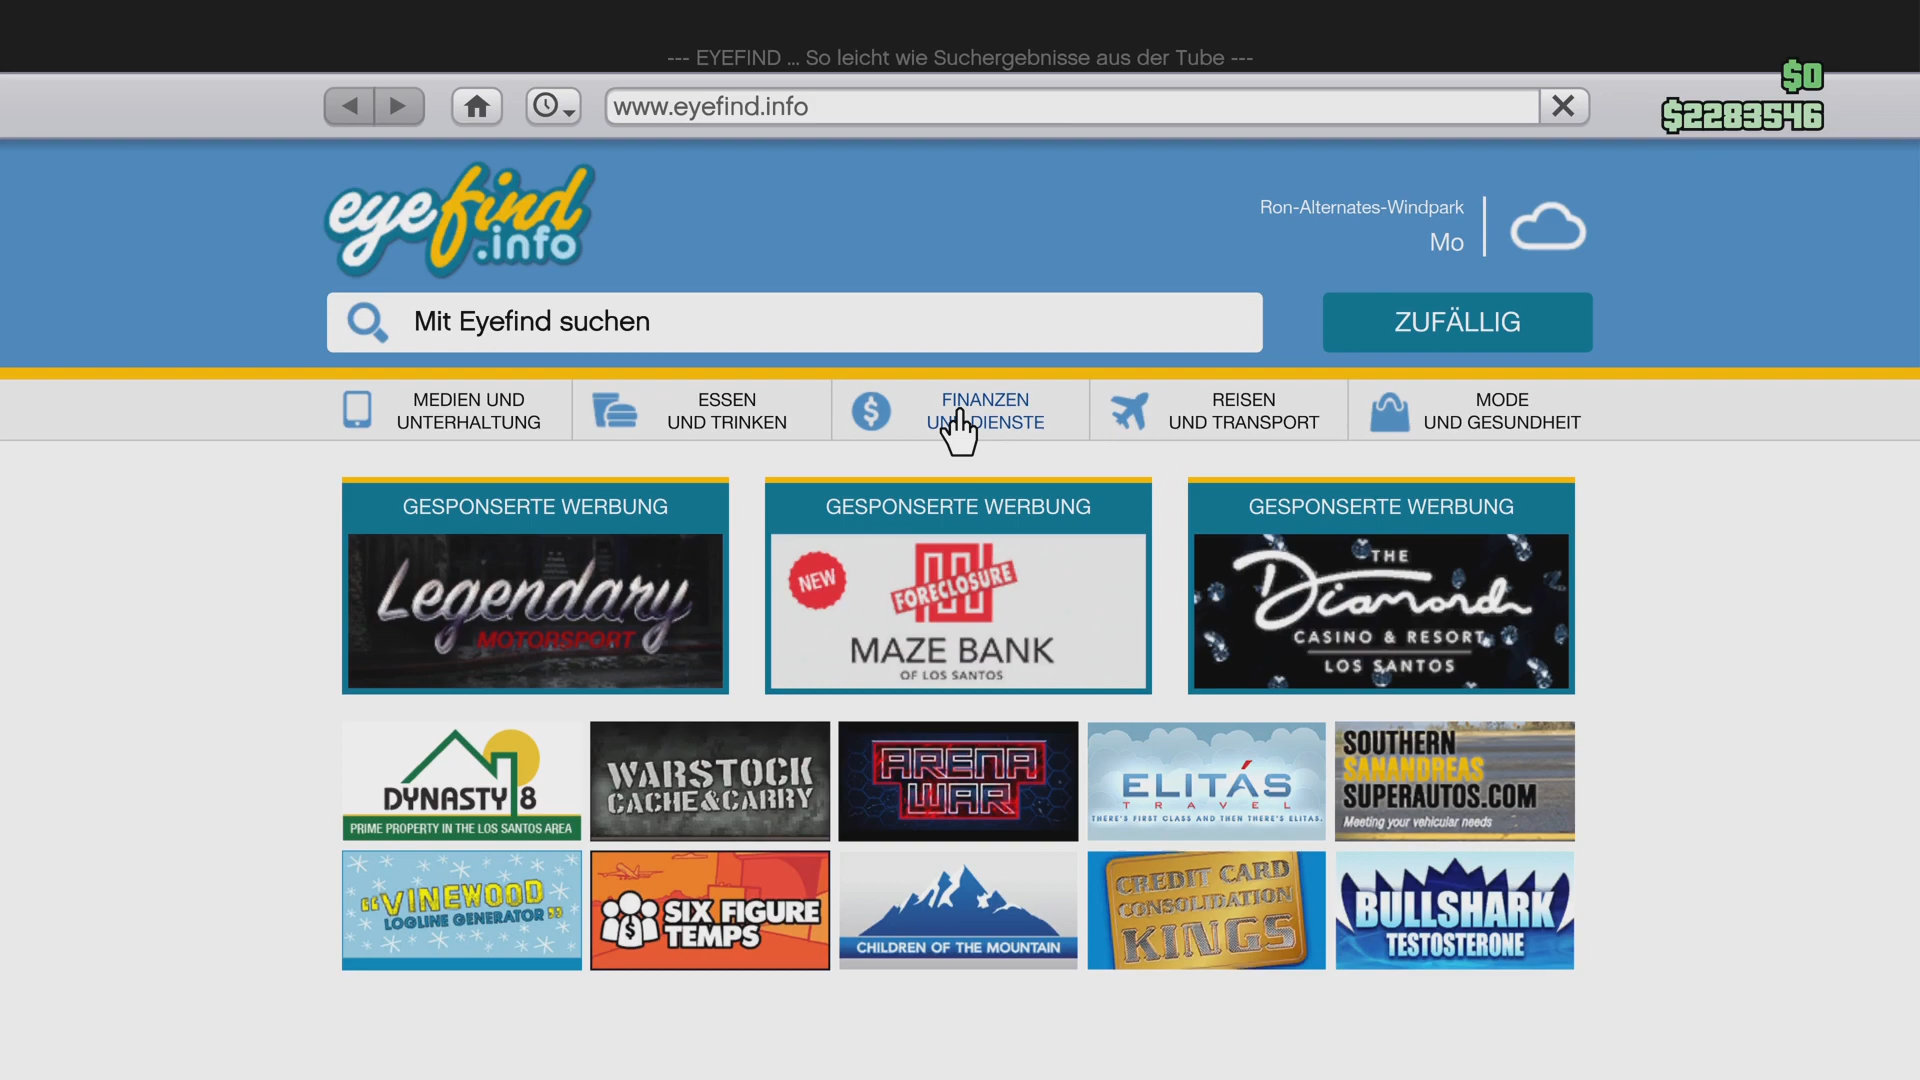 --- EYEFIND ... So leicht wie Suchergebnisse aus der Tube ---
$0
www.eyefind.info
$2283546
eyefind
.info
Ron-Alternates-Windpark
Mo
Mit Eyefind suchen
ZUFÄLLIG
MEDIEN UND
UNTERHALTUNG
ESSEN
UND TRINKEN
FINANZEN
UND DIENSTE
REISEN
UND TRANSPORT
MODE
UND GESUNDHEIT
GESPONSERTE WERBUNG
Legendary
MOTORSPORT
GESPONSERTE WERBUNG
NEW
FORECLOSURE
MAZE BANK
OF LOS SANTOS
GESPONSERTE WERBUNG
THE
Diamond
CASINO & RESORT
LOS SANTOS
DYNASTY 8
PRIME PROPERTY IN THE LOS SANTOS AREA
WARSTOCK
CACHE&CARRY
ARENA
WAR
ELITÁS
TRAVEL
THERE'S FIRST CLASS AND THEN THERE'S ELITAS.
SOUTHERN
SANANDREAS
SUPERAUTOS.COM
Meeting your vehicular needs
"VINEWOOD
LOGLINE GENERATOR"
SIX FIGURE
TEMPS
CHILDREN OF THE MOUNTAIN
CREDIT CARD
CONSOLIDATION
KINGS
BULLSHARK
TESTOSTERONE